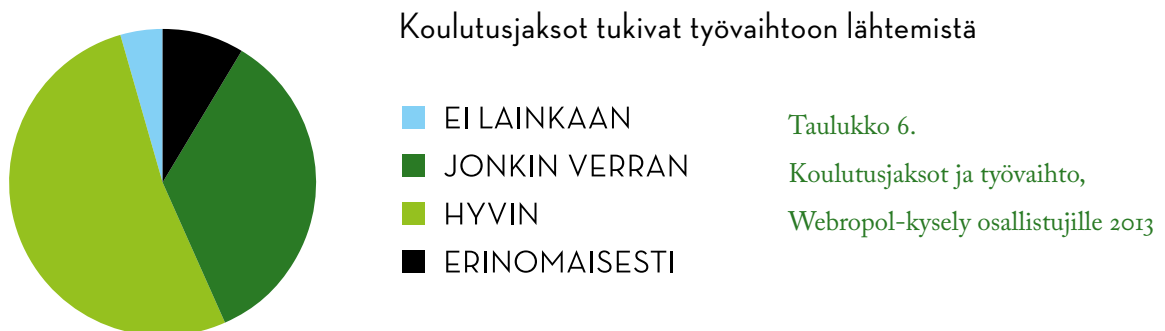 Koulutusjaksot tukivat työvaihtoon lähtemistä
EI LAINKAAN
JONKIN VERRAN
HYVIN
ERINOMAISESTI
Taulukko 6.
Koulutusjaksot ja työvaihto,
Webropol-kysely osallistujille 2013